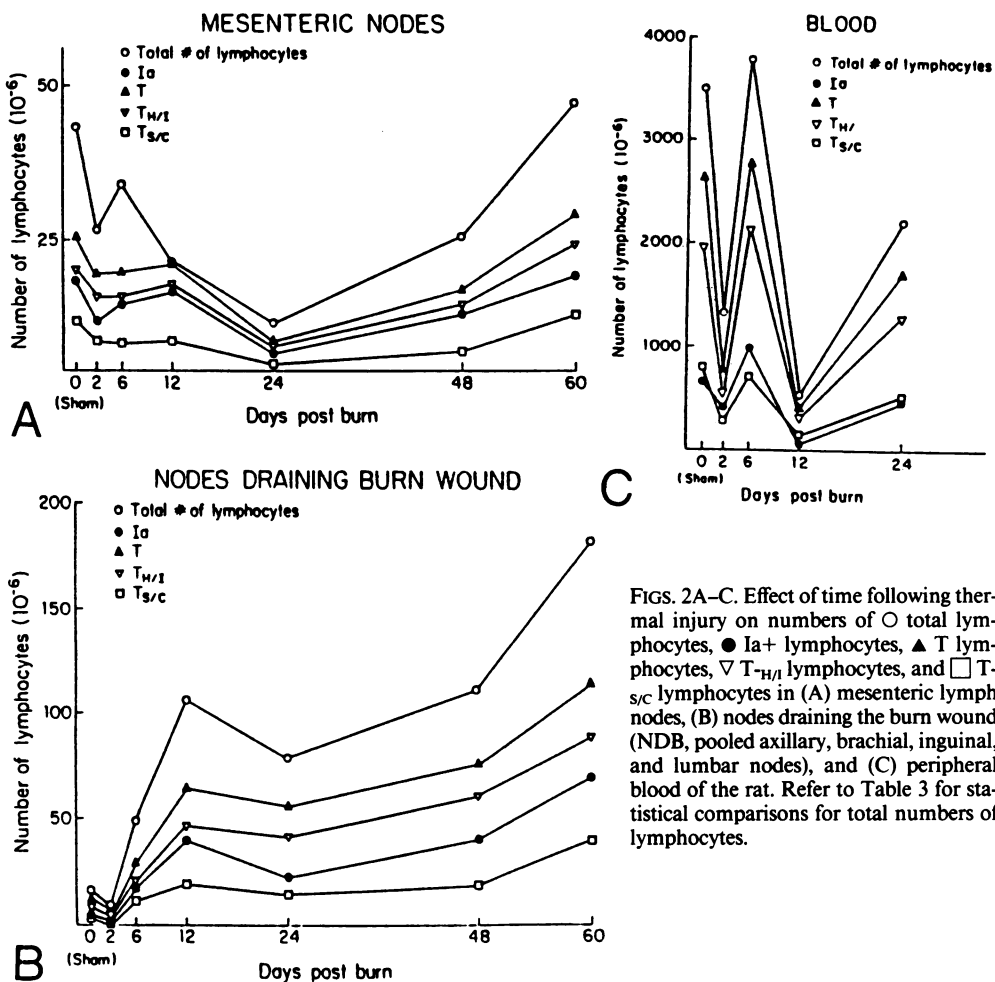 MESENTERIC NODES
○ Total # of lymphocytes
● Ia
▲ T
▼ T_H/I
□ T_S/C
50
25
Number of lymphocytes (10⁻⁶)
0 2 6 12 24 48 60
(Sham)
Days post burn
A
BLOOD
4000
3000
2000
1000
○ Total # of lymphocytes
● Ia
▲ T
▽ T_H/
□ T_S/C
Number of lymphocytes (10⁻⁶)
0 2 6 12 24
(Sham)
Days post burn
C
NODES DRAINING BURN WOUND
200
150
100
50
○ Total # of lymphocytes
● Ia
▲ T
▼ T_H/I
□ T_S/C
Number of lymphocytes (10⁻⁶)
0 2 6 12 24 48 60
(Sham)
Days post burn
B
FIGS. 2A–C. Effect of time following ther-
mal injury on numbers of ○ total lym-
phocytes, ● Ia+ lymphocytes, ▲ T lym-
phocytes, ▽ T-H/I lymphocytes, and □ T-
S/C lymphocytes in (A) mesenteric lymph
nodes, (B) nodes draining the burn wound
(NDB, pooled axillary, brachial, inguinal,
and lumbar nodes), and (C) peripheral
blood of the rat. Refer to Table 3 for sta-
tistical comparisons for total numbers of
lymphocytes.